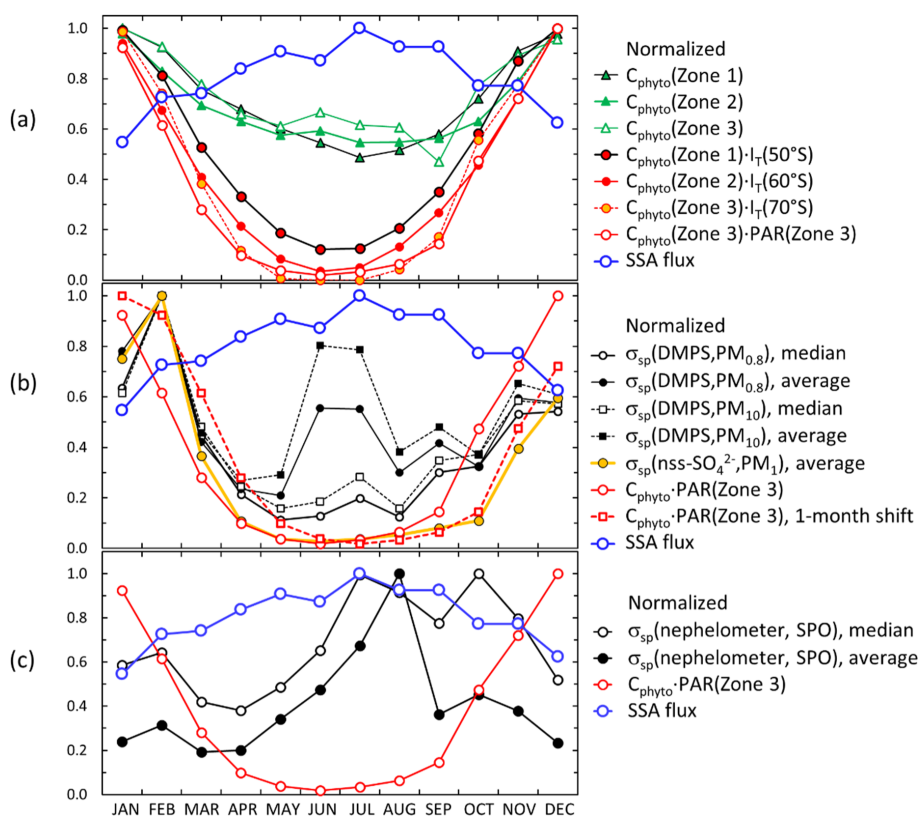 (a)
1.0
0.8
0.6
0.4
0.2
0.0
Normalized
Cphyto(Zone 1)
Cphyto(Zone 2)
Cphyto(Zone 3)
Cphyto(Zone 1)·IT(50°S)
Cphyto(Zone 2)·IT(60°S)
Cphyto(Zone 3)·IT(70°S)
Cphyto(Zone 3)·PAR(Zone 3)
SSA flux
(b)
1.0
0.8
0.6
0.4
0.2
0.0
Normalized
σsp(DMPS,PM0.8), median
σsp(DMPS,PM0.8), average
σsp(DMPS,PM10), median
σsp(DMPS,PM10), average
σsp(nss-SO4 2-,PM1), average
Cphyto·PAR(Zone 3)
Cphyto·PAR(Zone 3), 1-month shift
SSA flux
(c)
1.0
0.8
0.6
0.4
0.2
0.0
Normalized
σsp(nephelometer, SPO), median
σsp(nephelometer, SPO), average
Cphyto·PAR(Zone 3)
SSA flux
JAN FEB MAR APR MAY JUN JUL AUG SEP OCT NOV DEC